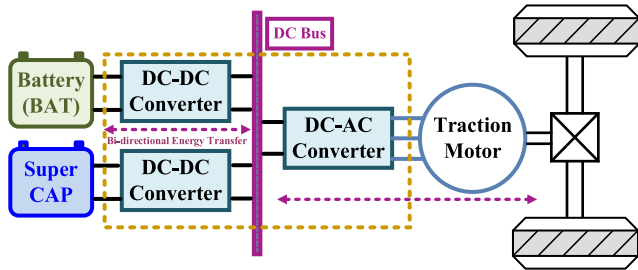 DC Bus
Battery
(BAT)
DC-DC
Converter
Bi-directional Energy Transfer
Super
CAP
DC-DC
Converter
DC-AC
Converter
Traction
Motor